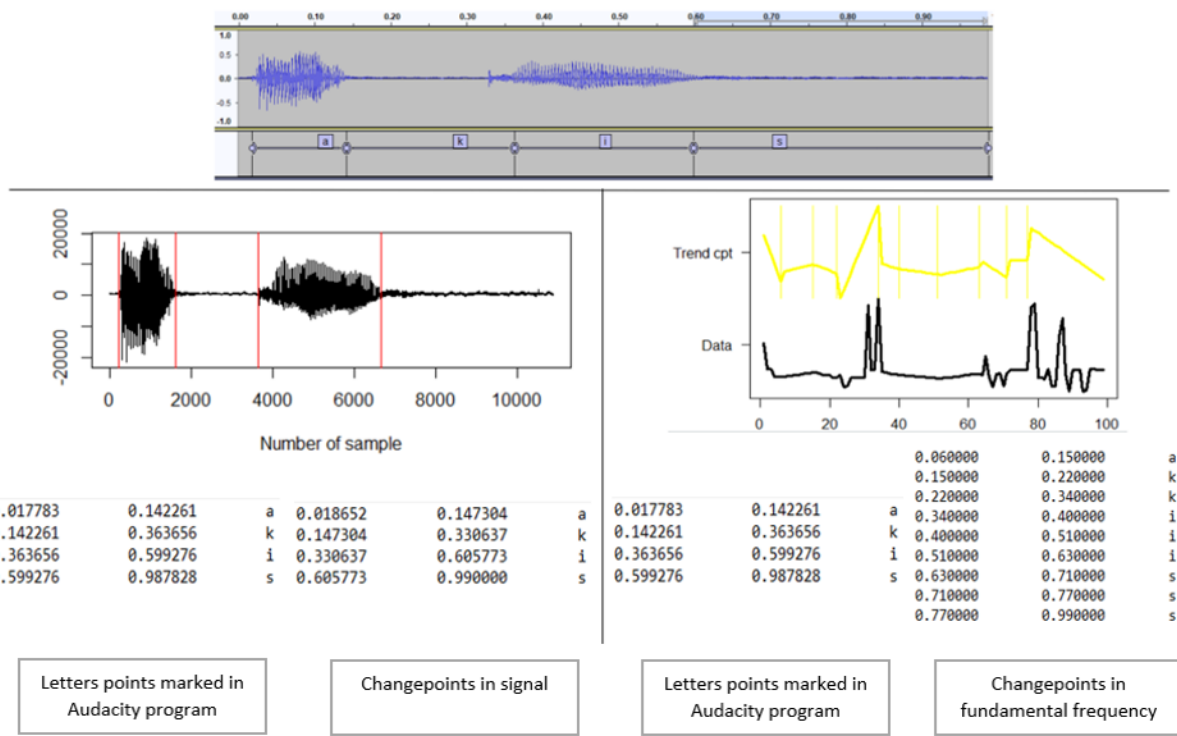 0.00 0.10 0.20 0.30 0.40 0.50 0.60 0.70 0.80 0.90
1.0
0.5
0.0
-0.5
-1.0
a k i s
20000
0
-20000
0 2000 4000 6000 8000 10000
Number of sample
Trend cpt
Data
0 20 40 60 80 100
.017783 0.142261 a
.142261 0.363656 k
.363656 0.599276 i
.599276 0.987828 s
0.018652 0.147304 a
0.147304 0.330637 k
0.330637 0.605773 i
0.605773 0.990000 s
0.017783 0.142261 a
0.142261 0.363656 k
0.363656 0.599276 i
0.599276 0.987828 s
0.060000 0.150000 a
0.150000 0.220000 k
0.220000 0.340000 k
0.340000 0.400000 i
0.400000 0.510000 i
0.510000 0.630000 i
0.630000 0.710000 s
0.710000 0.770000 s
0.770000 0.990000 s
Letters points marked in
Audacity program
Changepoints in signal
Letters points marked in
Audacity program
Changepoints in
fundamental frequency